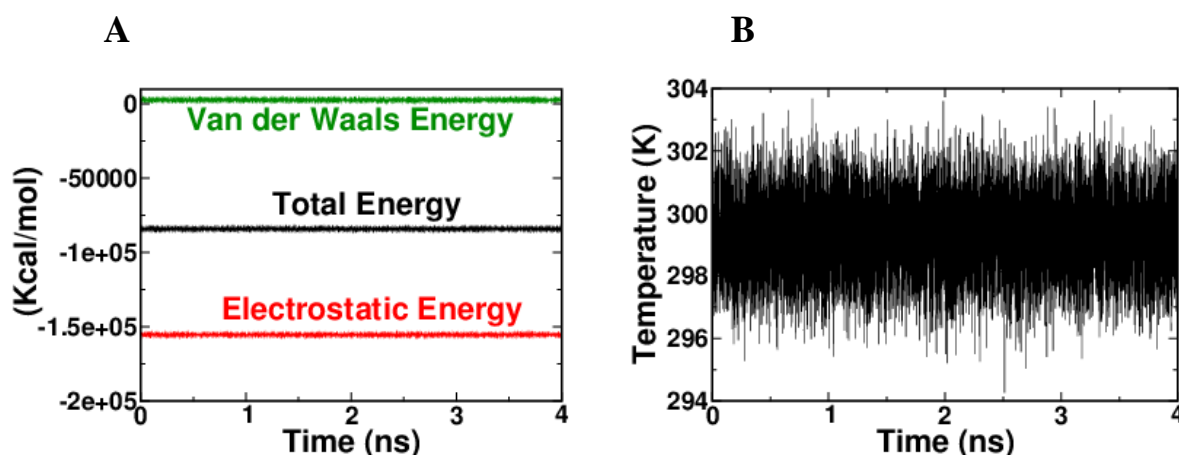 A
B
0
-50000
-1e+05
-1.5e+05
-2e+05
(Kcal/mol)
Van der Waals Energy
Total Energy
Electrostatic Energy
0 1 2 3 4
Time (ns)
304
302
300
298
296
294
Temperature (K)
0 1 2 3 4
Time (ns)